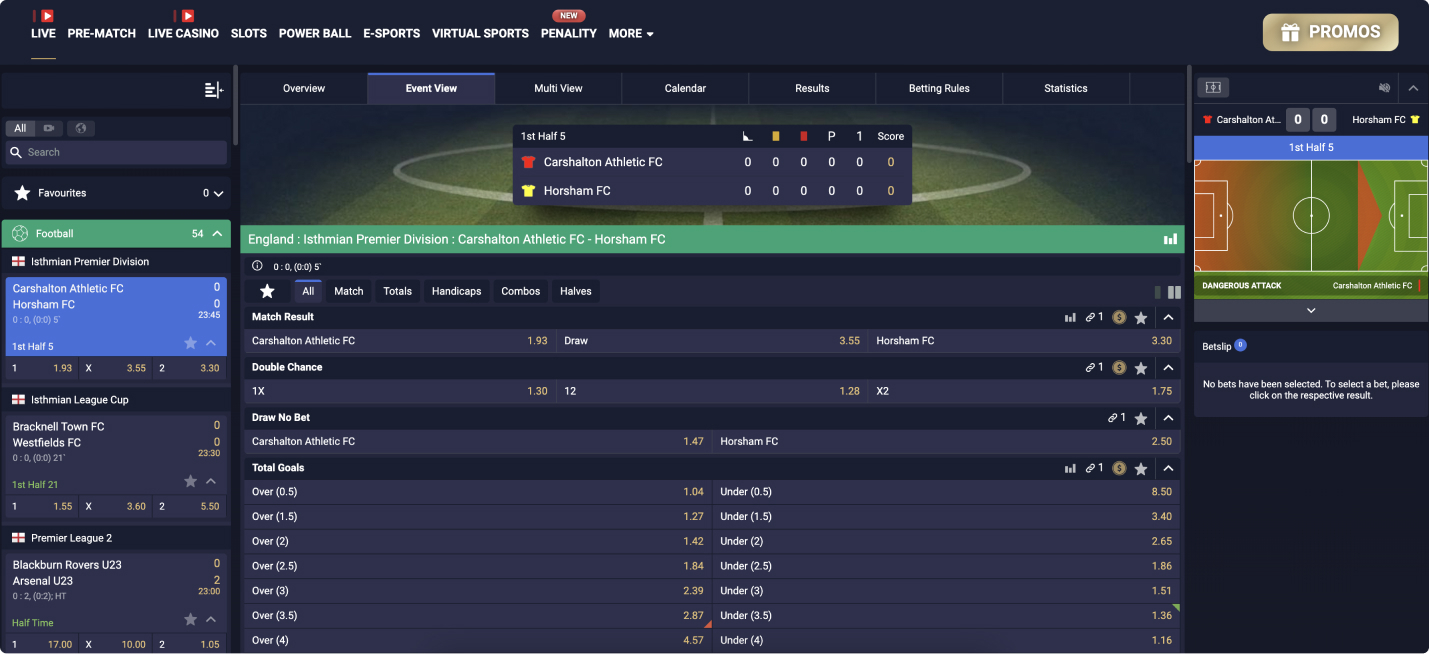 NEW
LIVE PRE-MATCH LIVE CASINO SLOTS POWER BALL E-SPORTS VIRTUAL SPORTS PENALITY MORE
PROMOS
All
Search
Favourites 0
Football 54
Isthmian Premier Division
Carshalton Athletic FC 0
Horsham FC 0
0 : 0, (0:0) 5` 23:45
1st Half 5
1 1.93 X 3.55 2 3.30
Isthmian League Cup
Bracknell Town FC 0
Westfields FC 0
0 : 0, (0:0) 21` 23:30
1st Half 21
1 1.55 X 3.60 2 5.50
Premier League 2
Blackburn Rovers U23 0
Arsenal U23 2
0 : 2, (0:2); HT 23:00
Half Time
1 17.00 X 10.00 2 1.05
Overview Event View Multi View Calendar Results Betting Rules Statistics
1st Half 5 P 1 Score
Carshalton Athletic FC 0 0 0 0 0 0
Horsham FC 0 0 0 0 0 0
England : Isthmian Premier Division : Carshalton Athletic FC - Horsham FC
0 : 0, (0:0) 5`
All Match Totals Handicaps Combos Halves
Match Result 1
Carshalton Athletic FC 1.93 Draw 3.55 Horsham FC 3.30
Double Chance 1
1X 1.30 12 1.28 X2 1.75
Draw No Bet 1
Carshalton Athletic FC 1.47 Horsham FC 2.50
Total Goals 1
Over (0.5) 1.04 Under (0.5) 8.50
Over (1.5) 1.27 Under (1.5) 3.40
Over (2) 1.42 Under (2) 2.65
Over (2.5) 1.84 Under (2.5) 1.86
Over (3) 2.39 Under (3) 1.51
Over (3.5) 2.87 Under (3.5) 1.36
Over (4) 4.57 Under (4) 1.16
Carshalton At... 0 0 Horsham FC
1st Half 5
DANGEROUS ATTACK Carshalton Athletic FC
Betslip 0
No bets have been selected. To select a bet, please
click on the respective result.